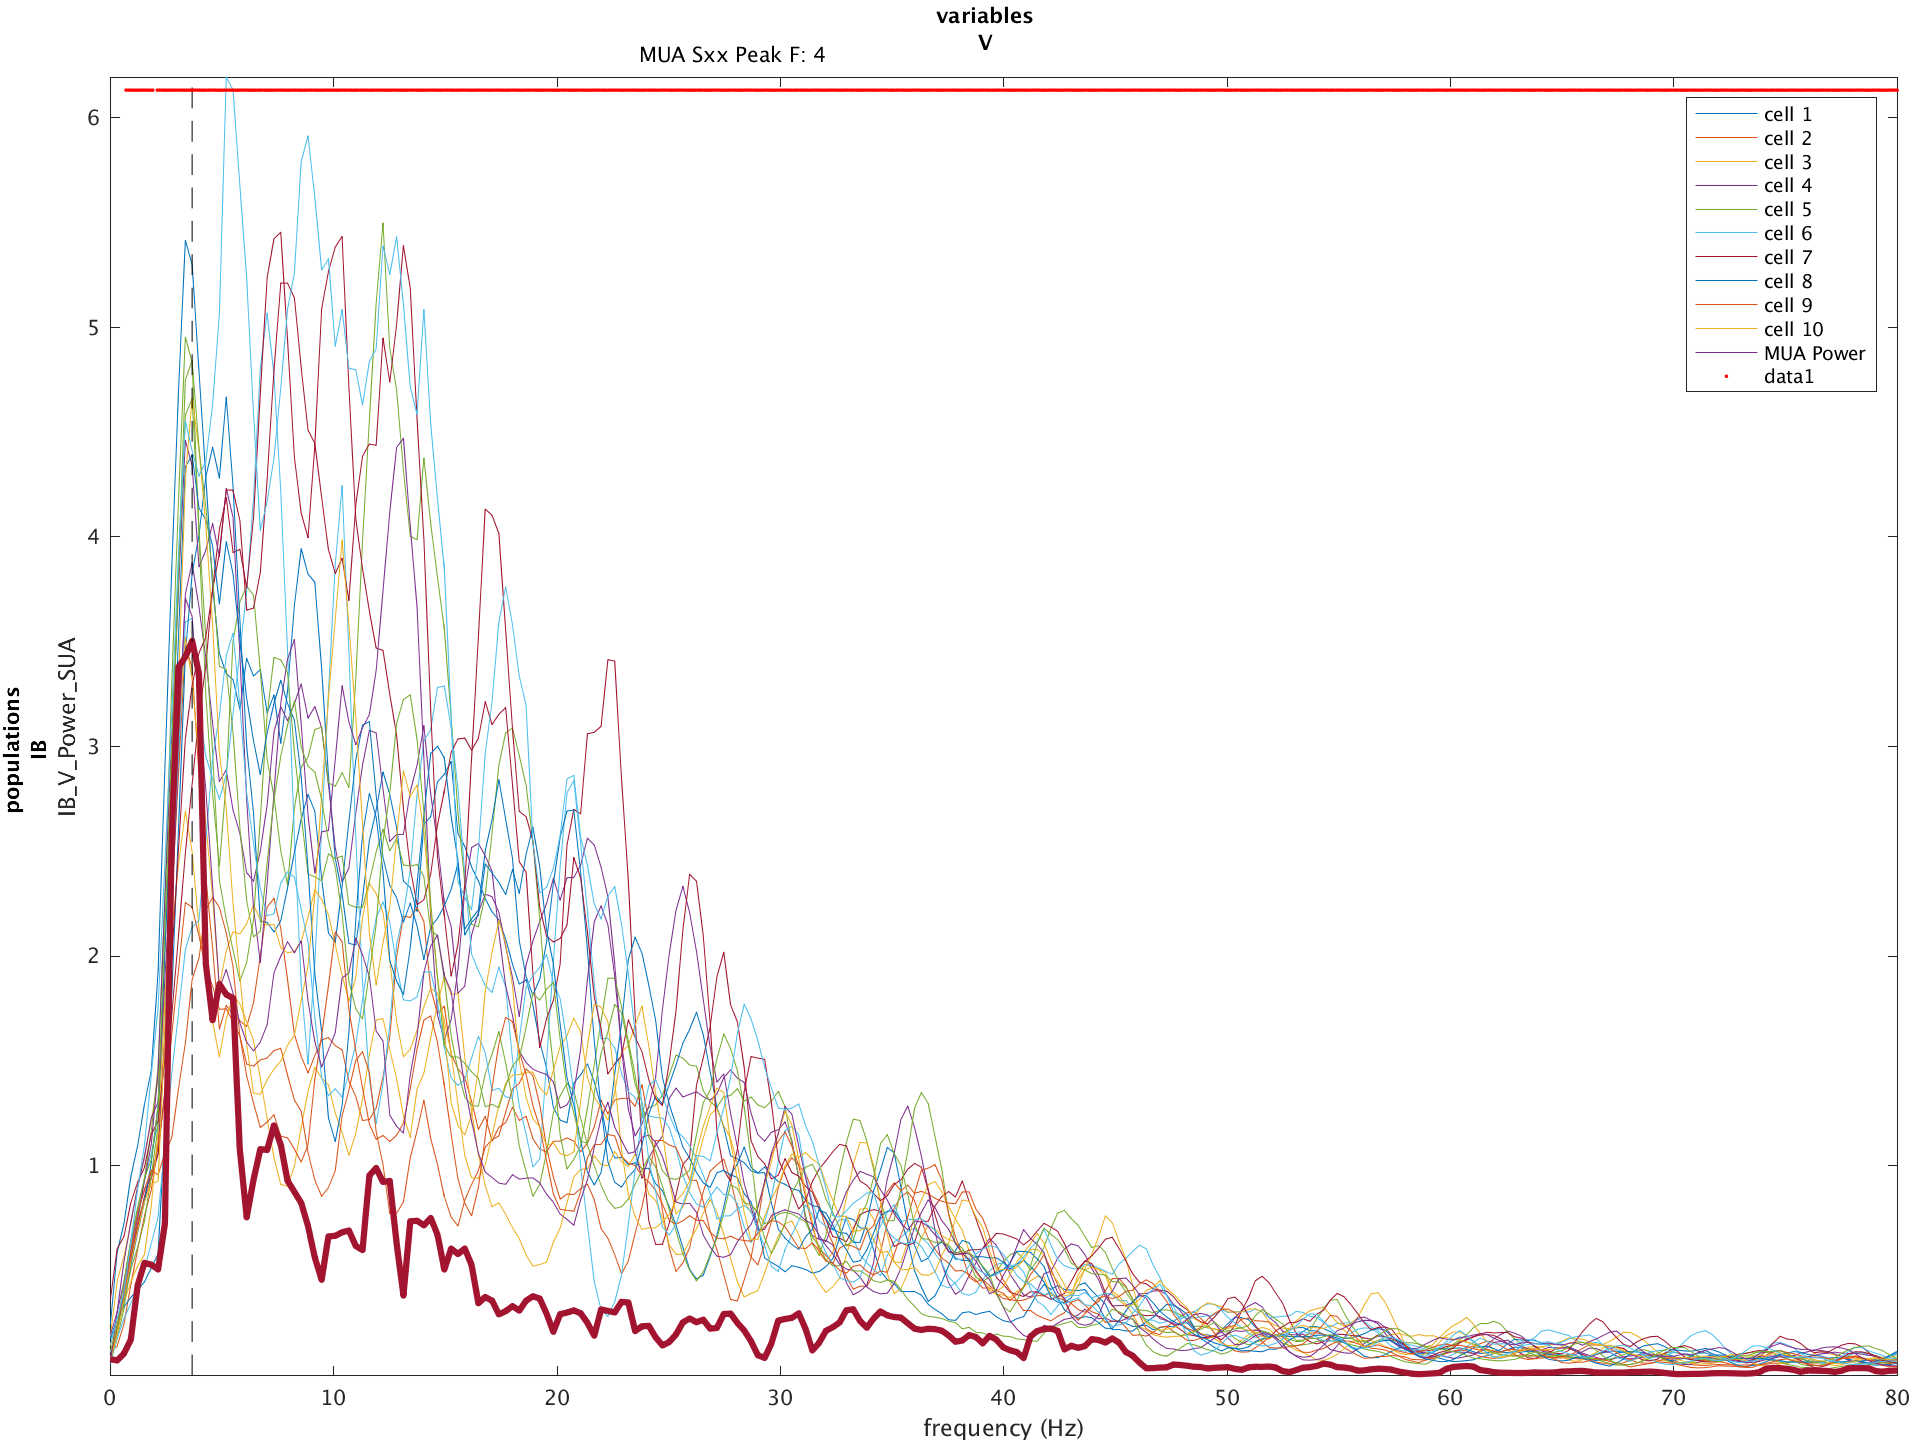 variables
V
MUA Sxx Peak F: 4
populations
IB
IB_V_Power_SUA
6
5
4
3
2
1
cell 1
cell 2
cell 3
cell 4
cell 5
cell 6
cell 7
cell 8
cell 9
cell 10
MUA Power
data1
0 10 20 30 40 50 60 70 80
frequency (Hz)